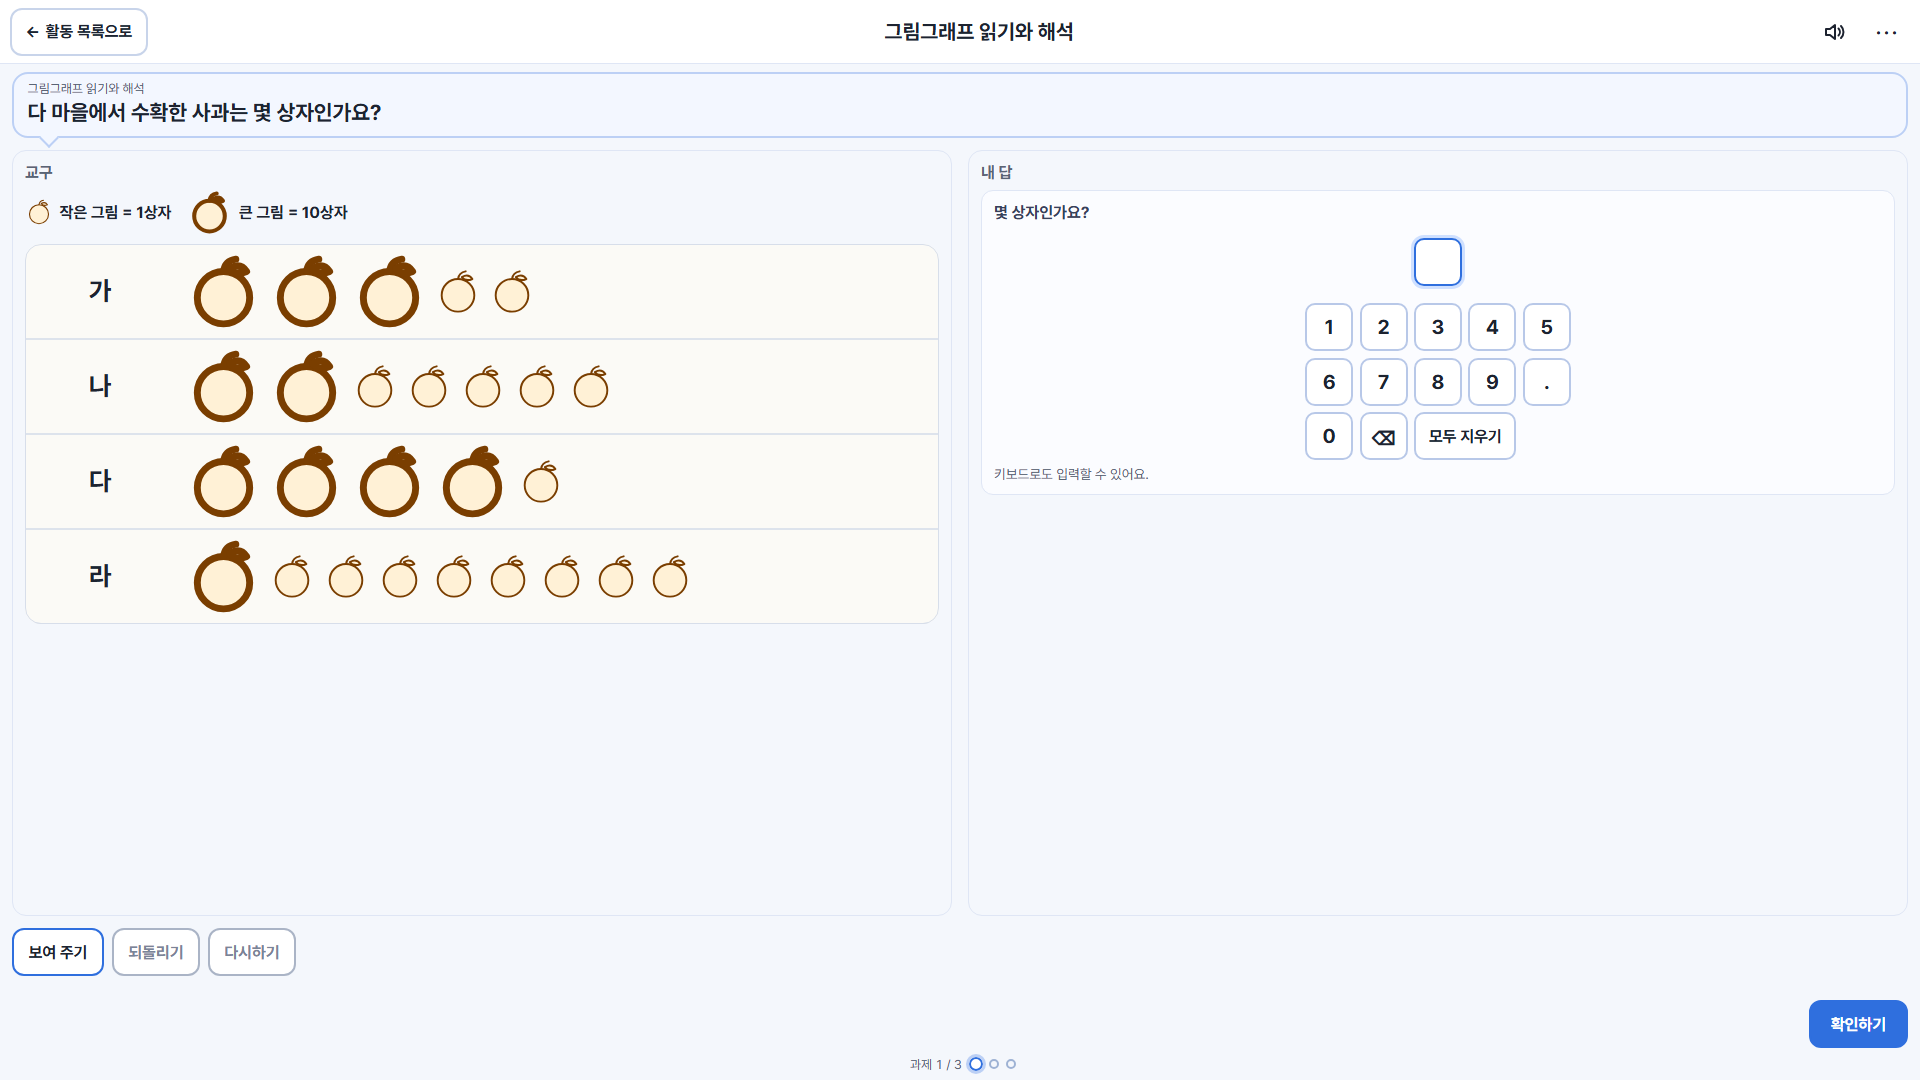 ← 활동 목록으로
그림그래프 읽기와 해석
...
그림그래프 읽기와 해석
다 마을에서 수확한 사과는 몇 상자인가요?
교구
작은 그림 = 1상자
큰 그림 = 10상자
가
나
다
라
내 답
몇 상자인가요?
1 2 3 4 5
6 7 8 9 .
0 ⌫ 모두 지우기
키보드로도 입력할 수 있어요.
보여 주기
되돌리기
다시하기
확인하기
과제 1 / 3